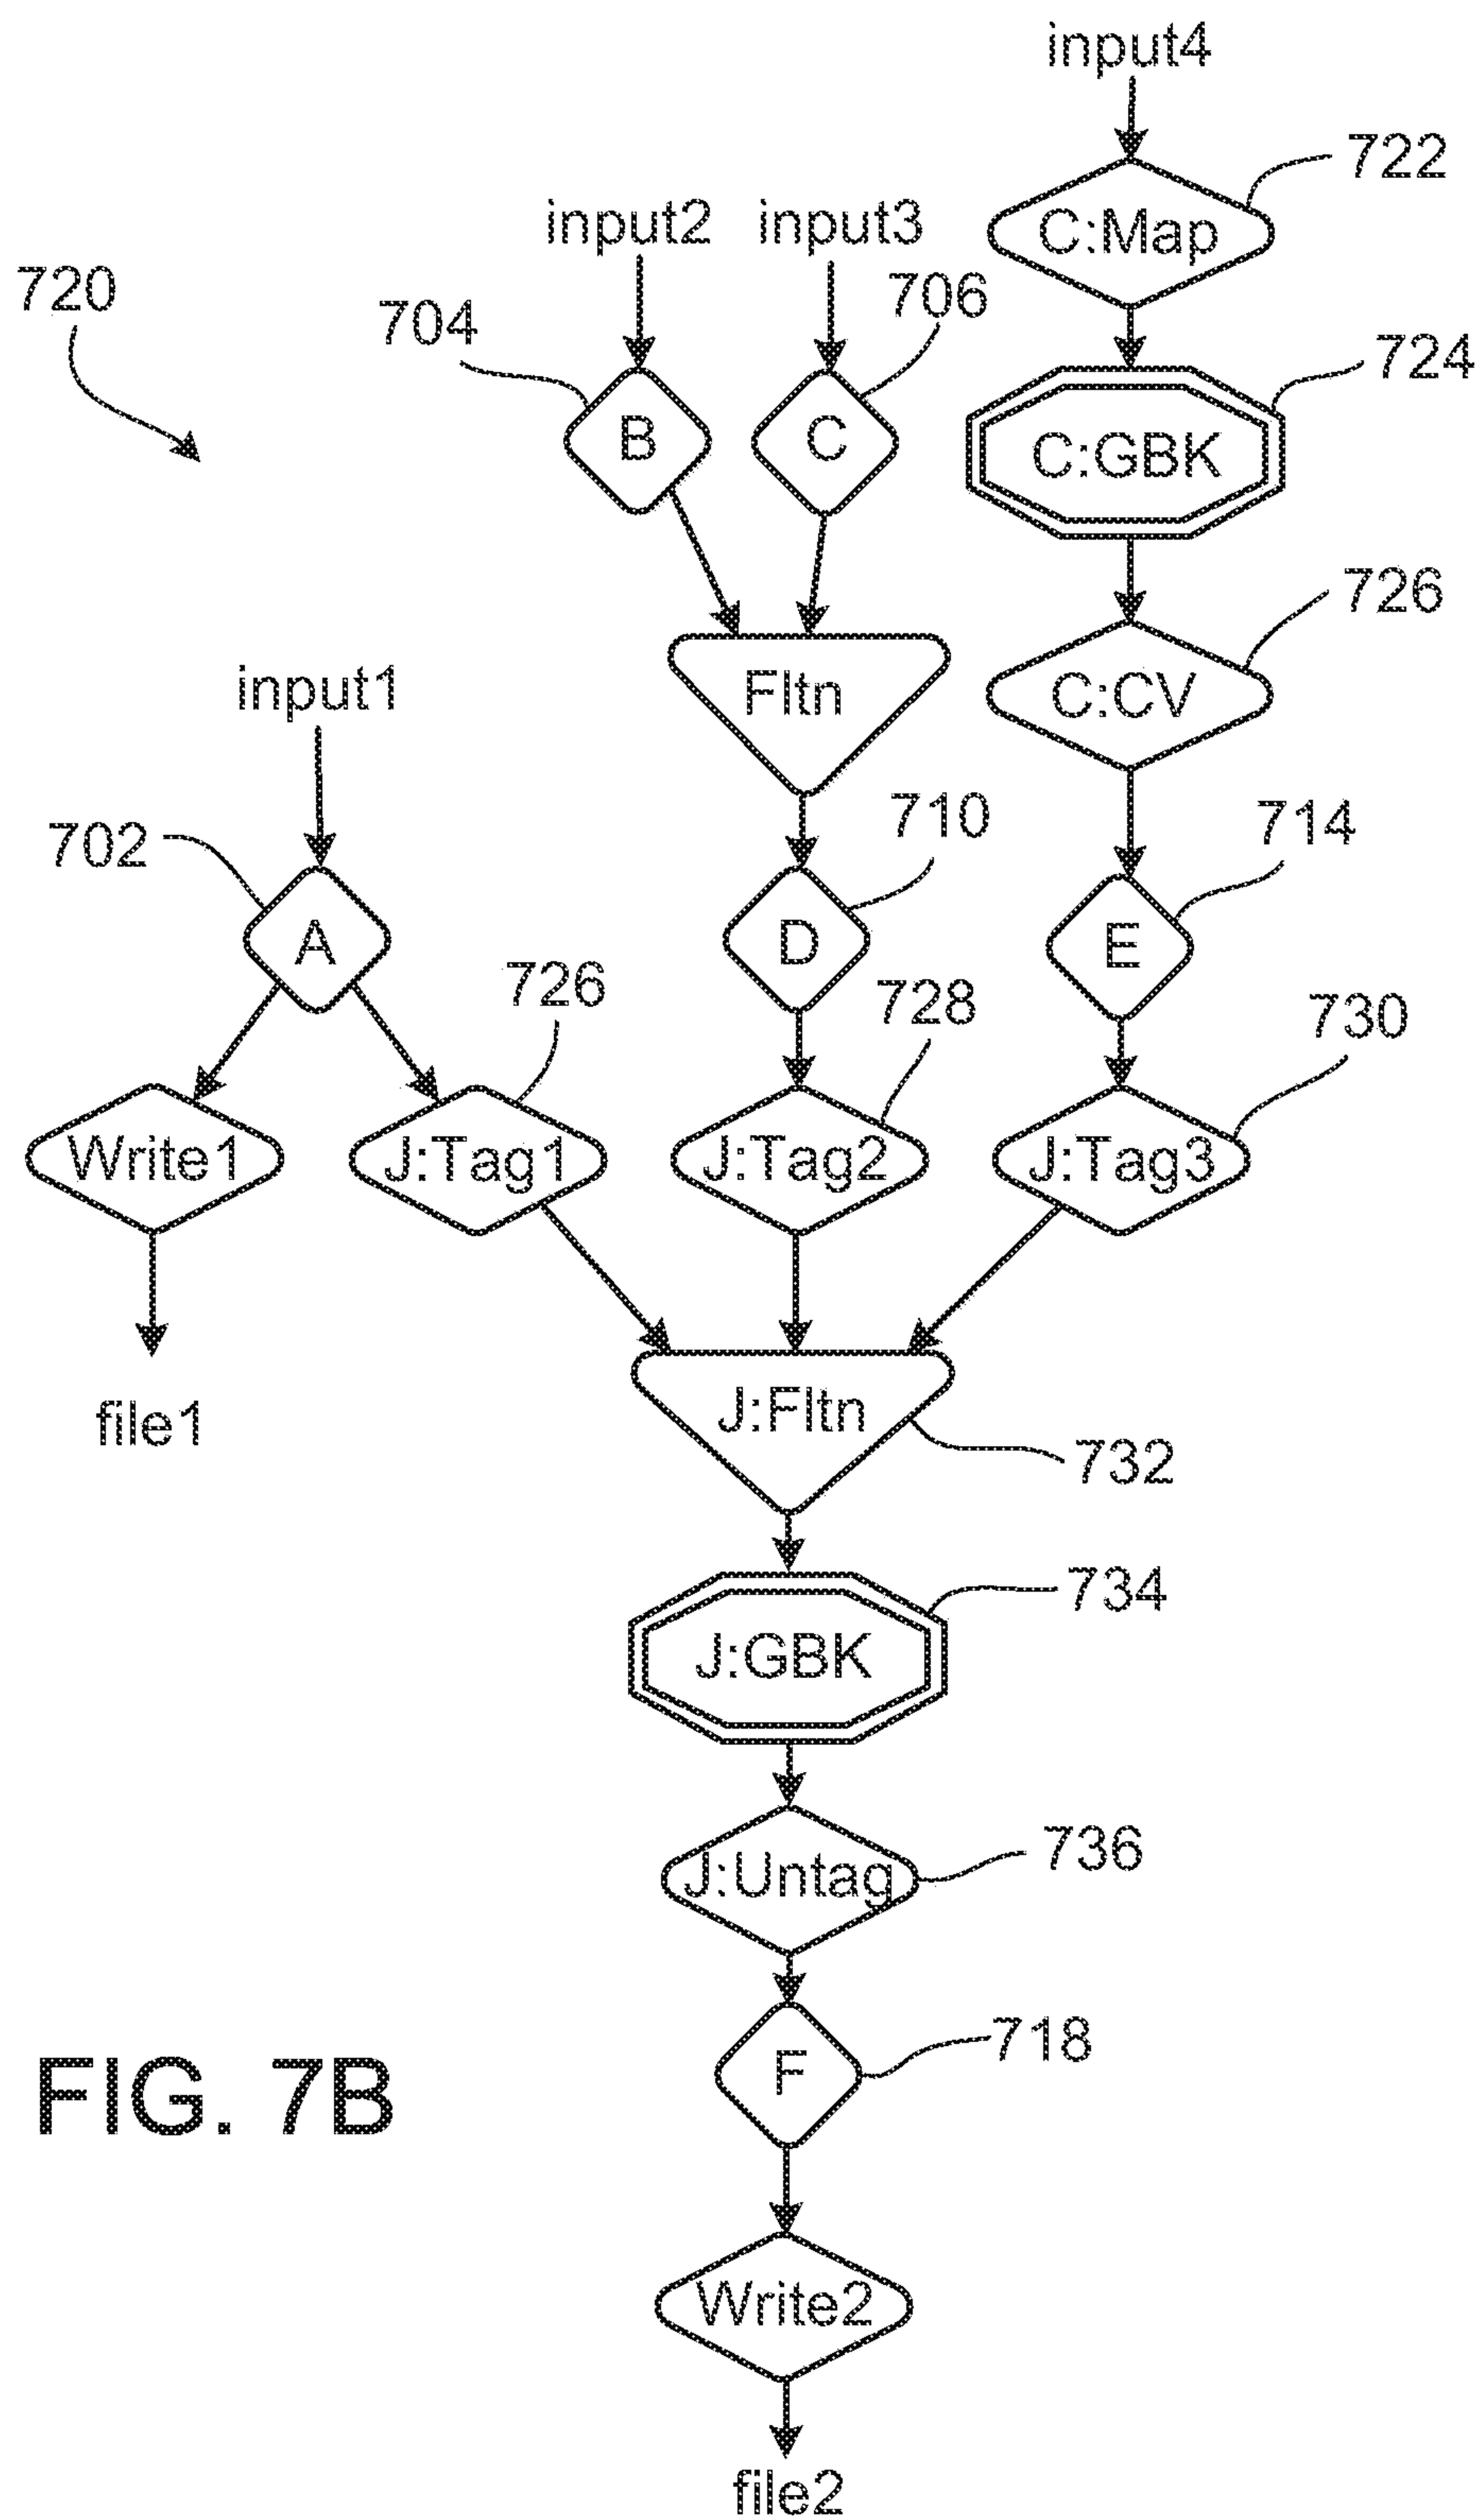 input4
722
C:Map
input2
input3
720
704
706
724
B
C
C:GBK
726
input1
Fltn
C:CV
702
710
714
A
D
E
726
728
730
Write1
J:Tag1
J:Tag2
J:Tag3
file1
J:Fltn
732
734
J:GBK
736
J:Untag
718
F
FIG. 7B
Write2
file2